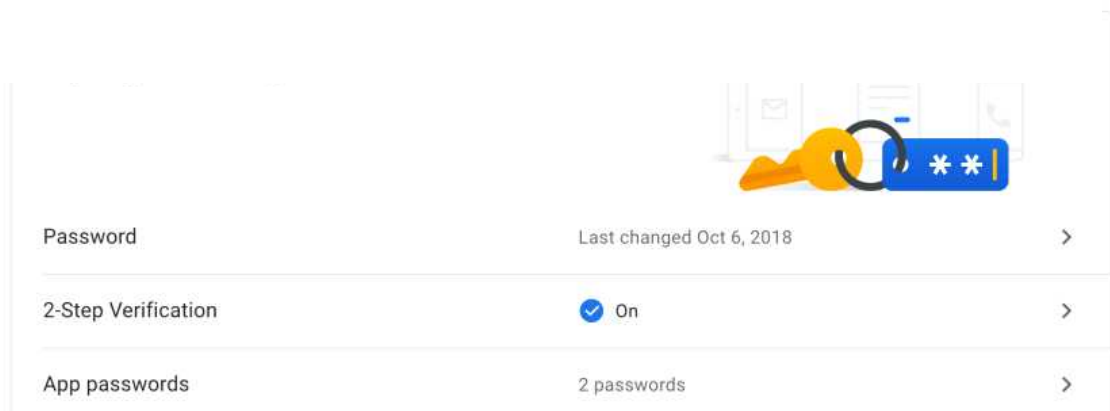 **
Password
Last changed Oct 6, 2018
2-Step Verification
On
App passwords
2 passwords